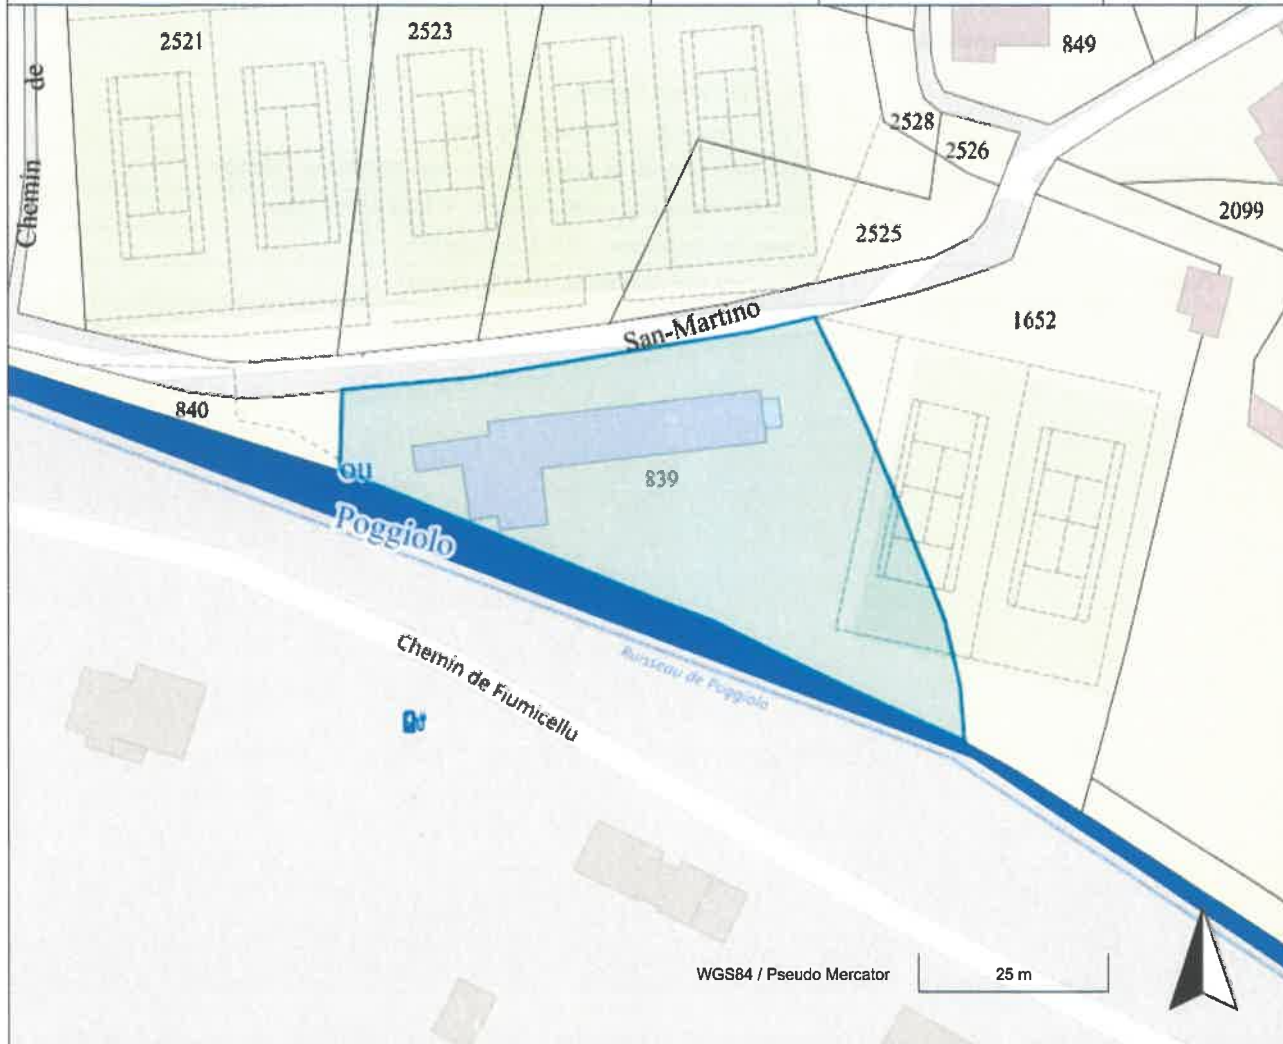 2521
2523
849
Chemin de
2528
2526
2099
2525
San-Martino
1652
840
ou
839
Poggiolo
Chemin de Fiumicellu
Ruisseau de Poggiolo
WGS84 / Pseudo Mercator
25 m